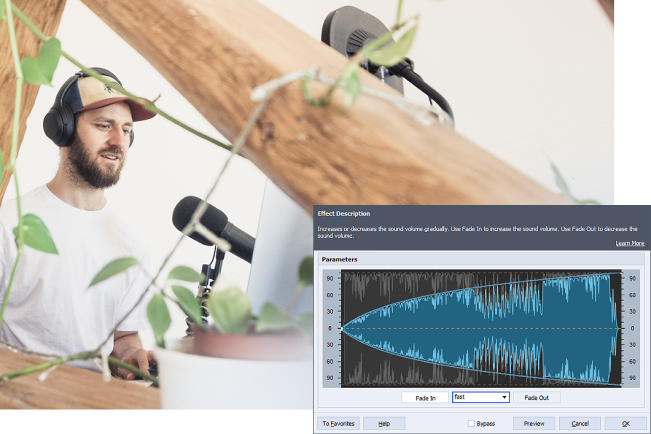 Effect Description
Increases or decreases the sound volume gradually. Use Fade In to increase the sound volume. Use Fade Out to decrease the
sound volume.
Learn More
Parameters
90 90
60 60
30 30
0 0
30 30
60 60
90 90
Fade In fast Fade Out
To Favorites Help Bypass Preview Cancel OK